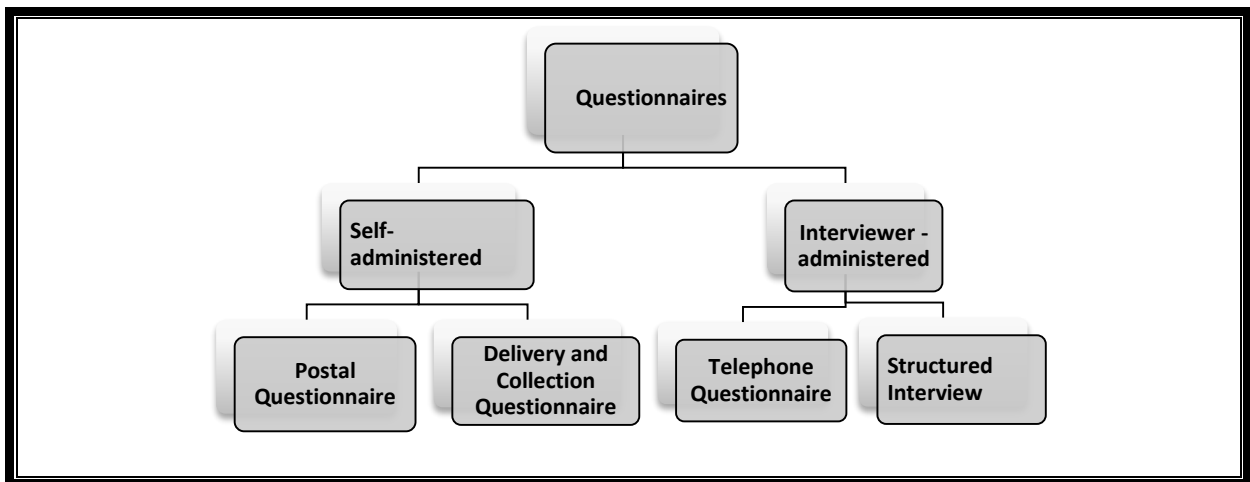 Questionnaires
Self-
administered
Interviewer -
administered
Postal
Questionnaire
Delivery and
Collection
Questionnaire
Telephone
Questionnaire
Structured
Interview